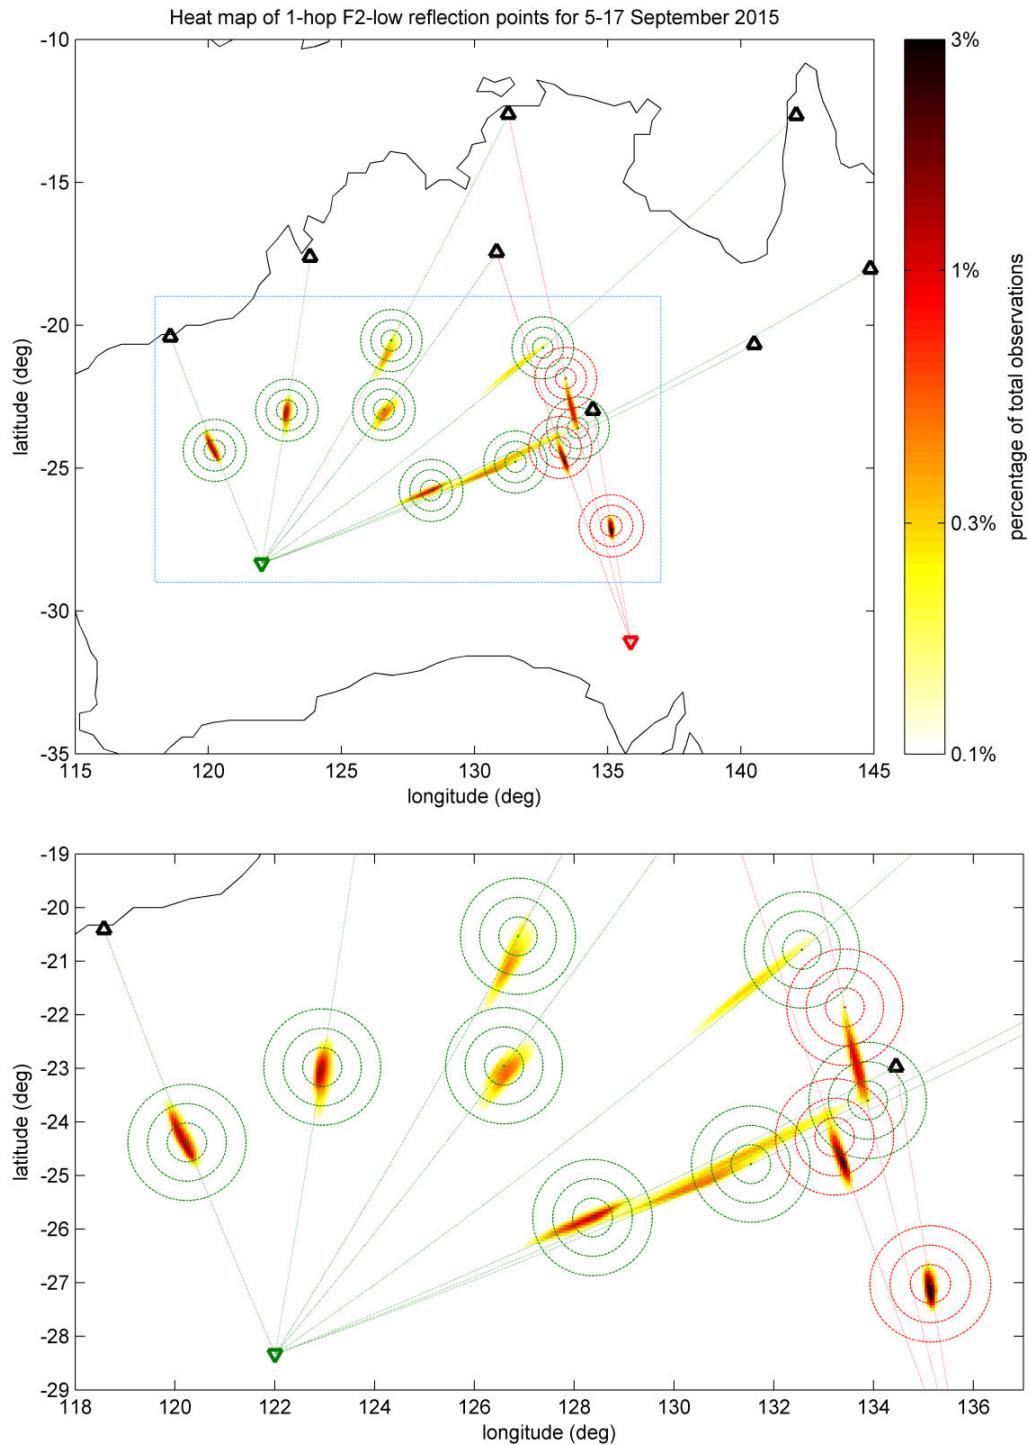 Heat map of 1-hop F2-low reflection points for 5-17 September 2015
-10
-15
-20
-25
-30
-35
latitude (deg)
115 120 125 130 135 140 145
longitude (deg)
3%
1%
0.3%
0.1%
percentage of total observations
-19
-20
-21
-22
-23
-24
-25
-26
-27
-28
-29
latitude (deg)
118 120 122 124 126 128 130 132 134 136
longitude (deg)